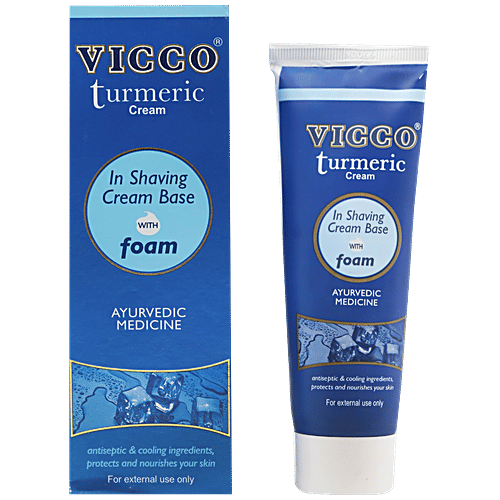 VICCO®
turmeric
Cream
In Shaving
Cream Base
WITH
foam
AYURVEDIC
MEDICINE
antiseptic & cooling ingredients,
protects and nourishes your skin
For external use only
VICCO®
turmeric
Cream
In Shaving
Cream Base
WITH
foam
AYURVEDIC
MEDICINE
antiseptic & cooling ingredients,
protects and nourishes your skin
For external use only